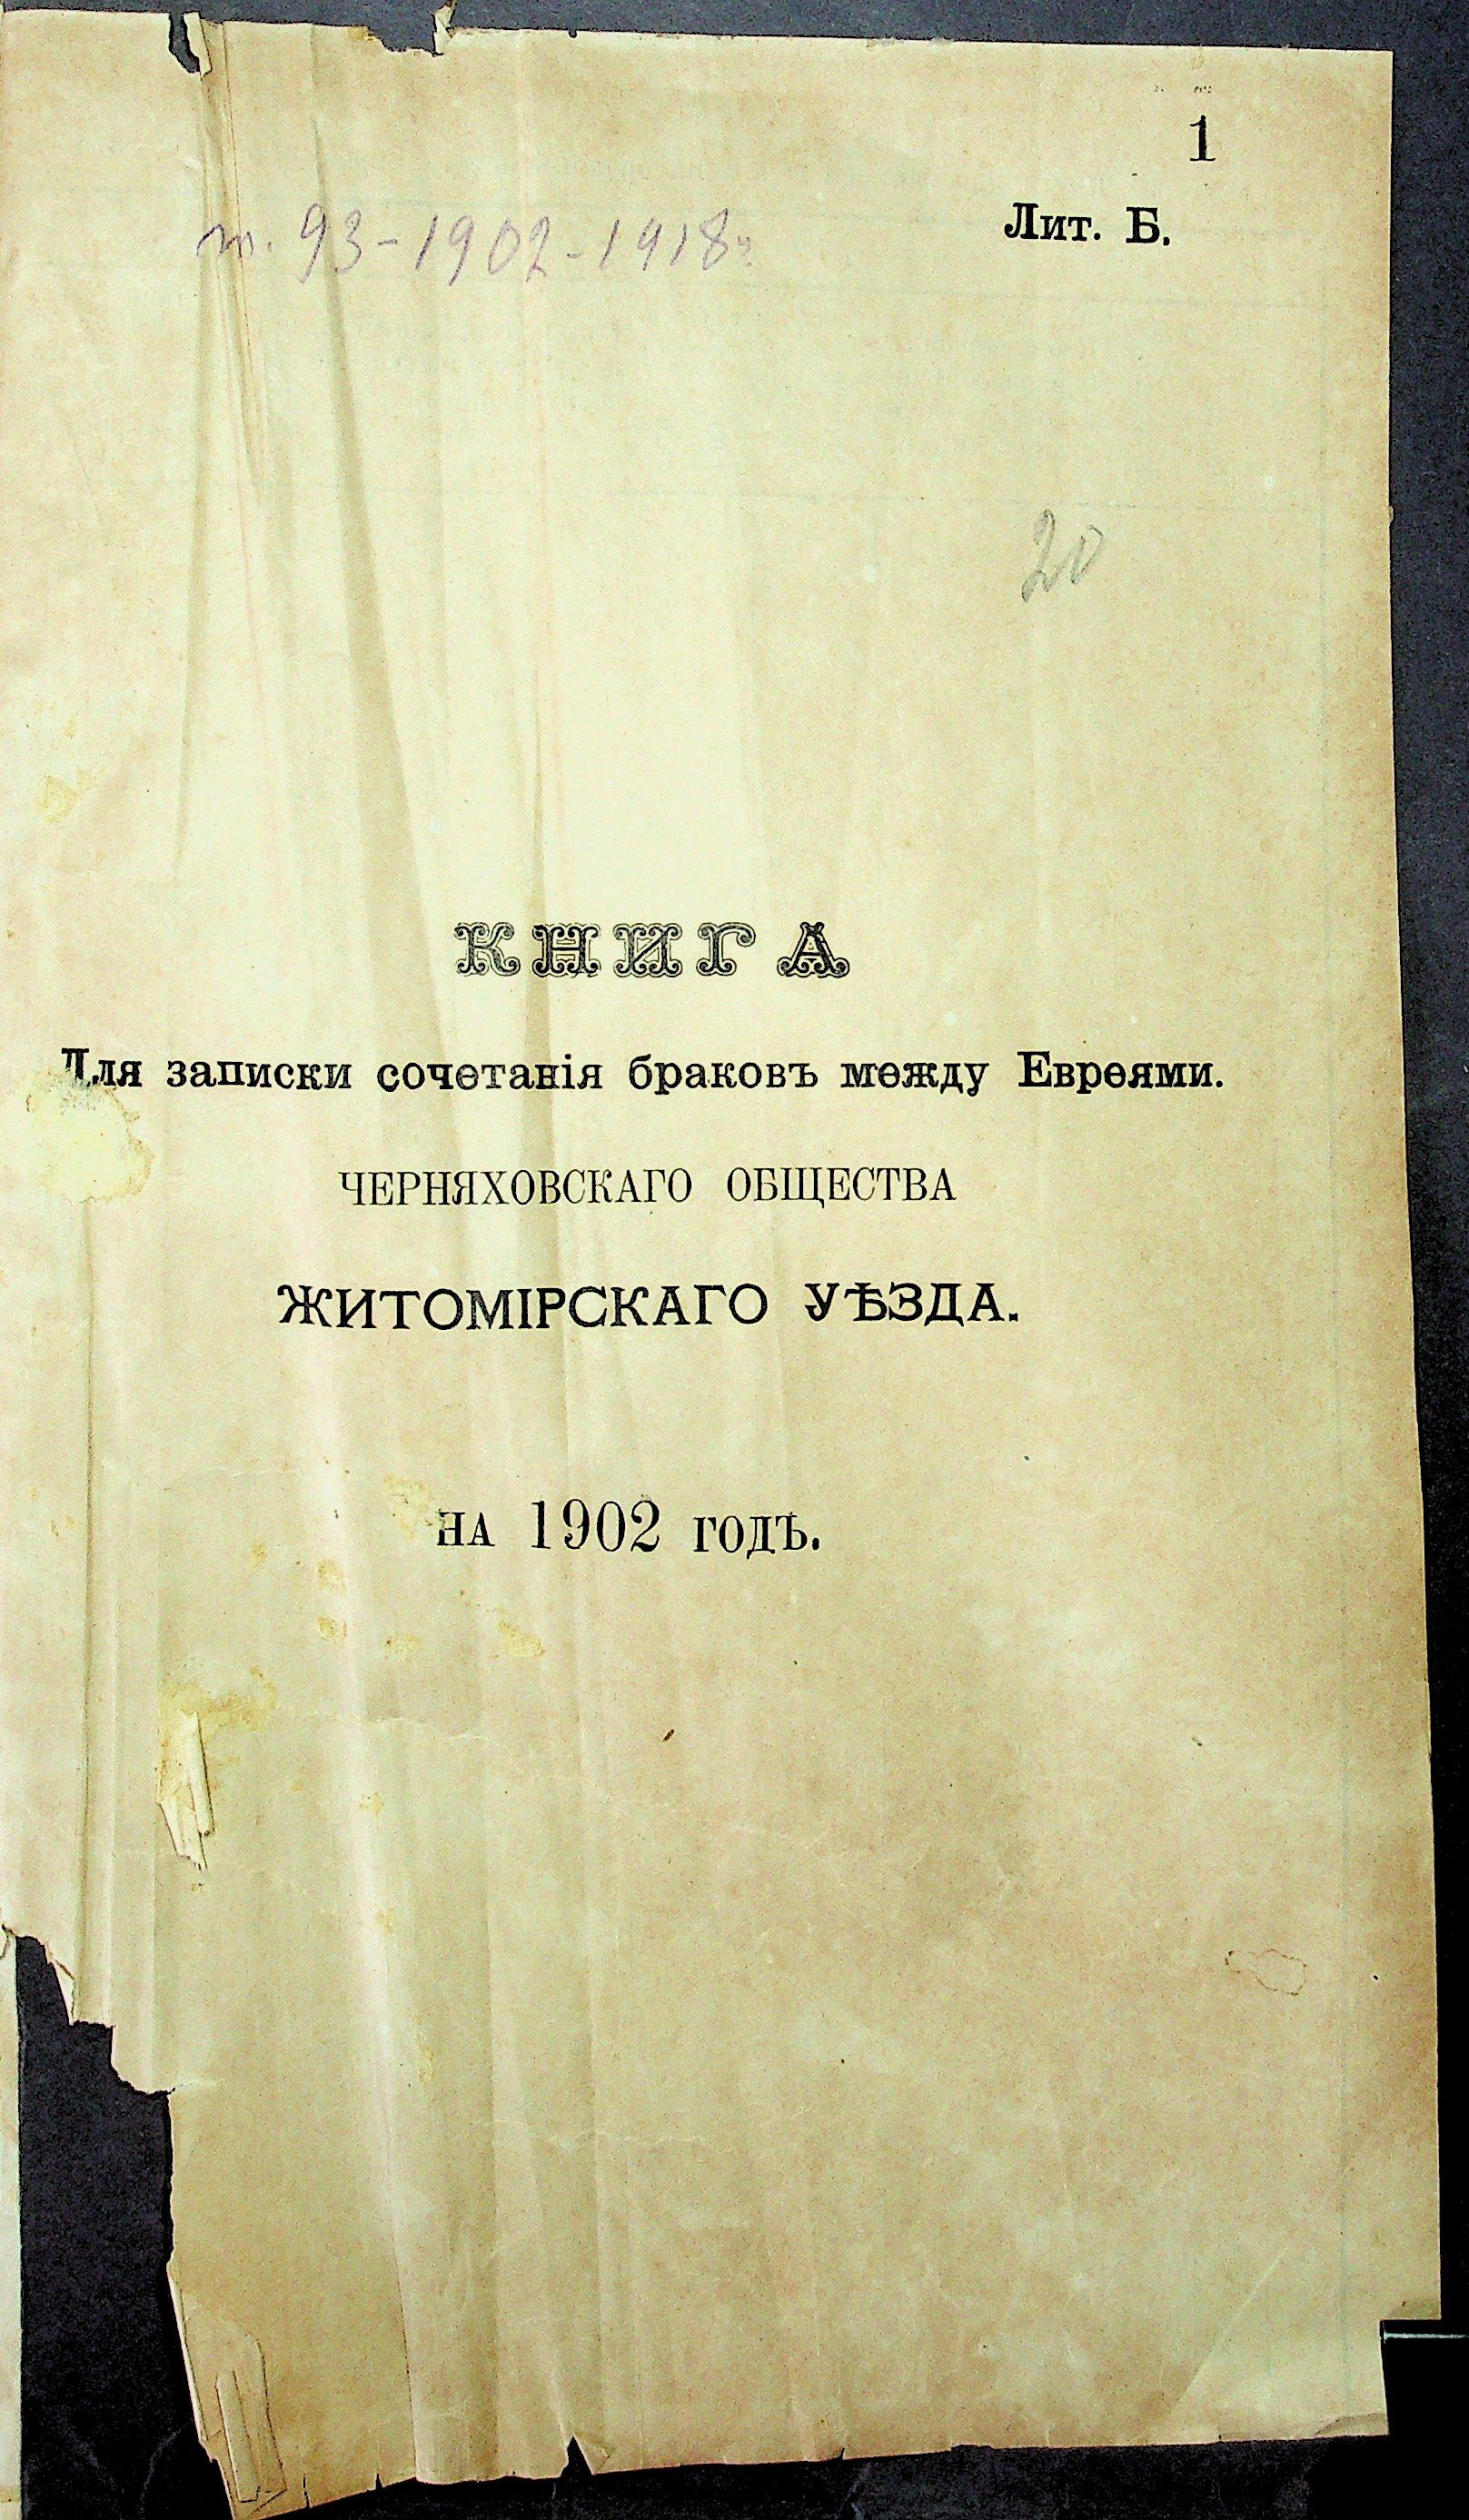 1
Лит. Б.
т. 93-1902-1918г
20
КНИГА
Для записки сочетанія браковъ между Евреями.
ЧЕРНЯХОВСКАГО ОБЩЕСТВА
ЖИТОМІРСКАГО УѢЗДА.
НА 1902 ГОДЪ.